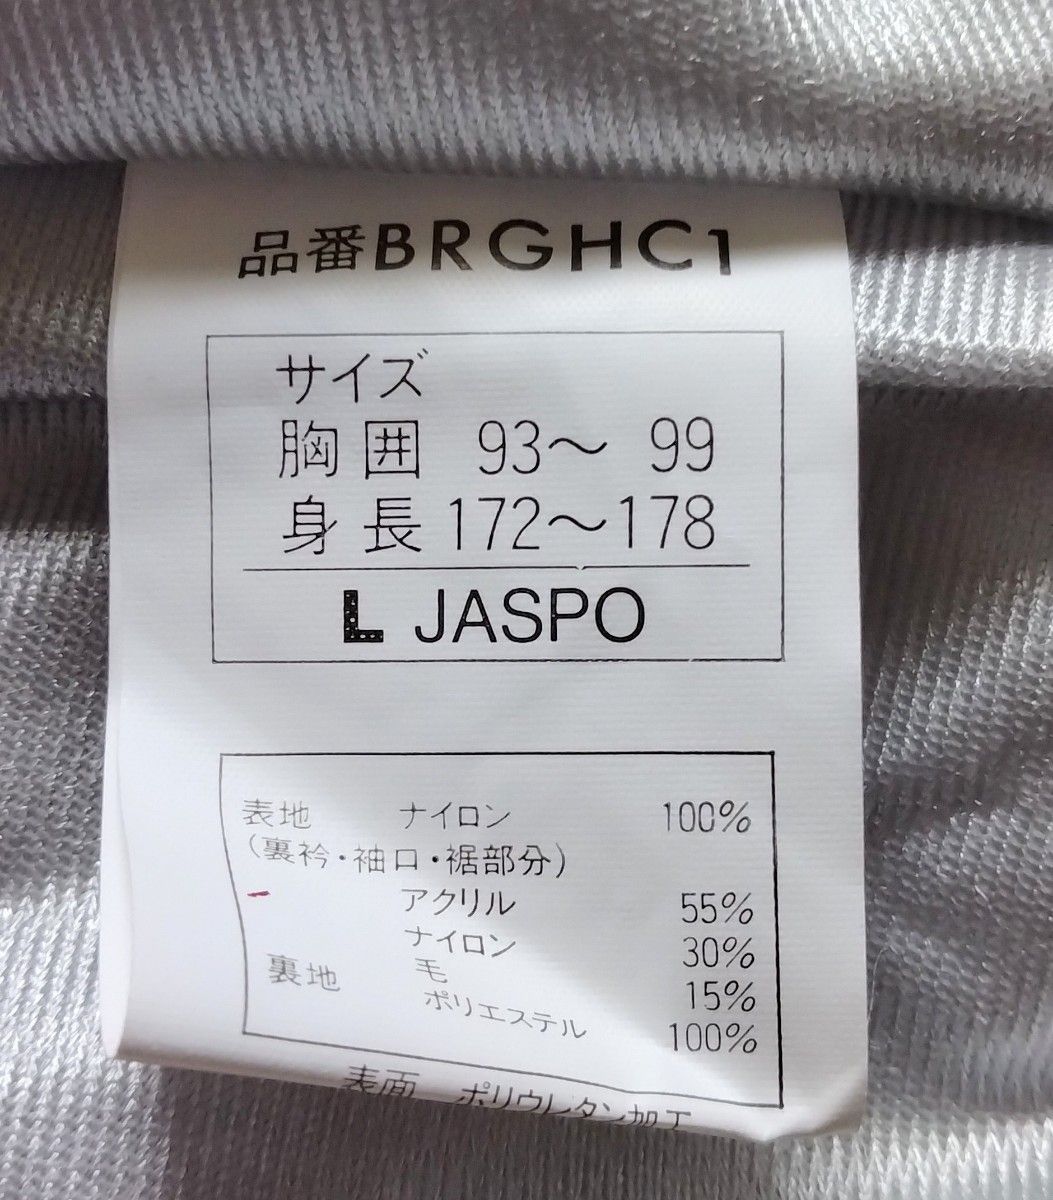 品番BRGHC1
サイズ
胸囲 93〜 99
身長 172〜178
L JASPO
表地 ナイロン 100%
(裏衿・袖口・裾部分)
アクリル 55%
ナイロン 30%
毛 15%
裏地 ポリエステル 100%
表面 ポリウレタン加工